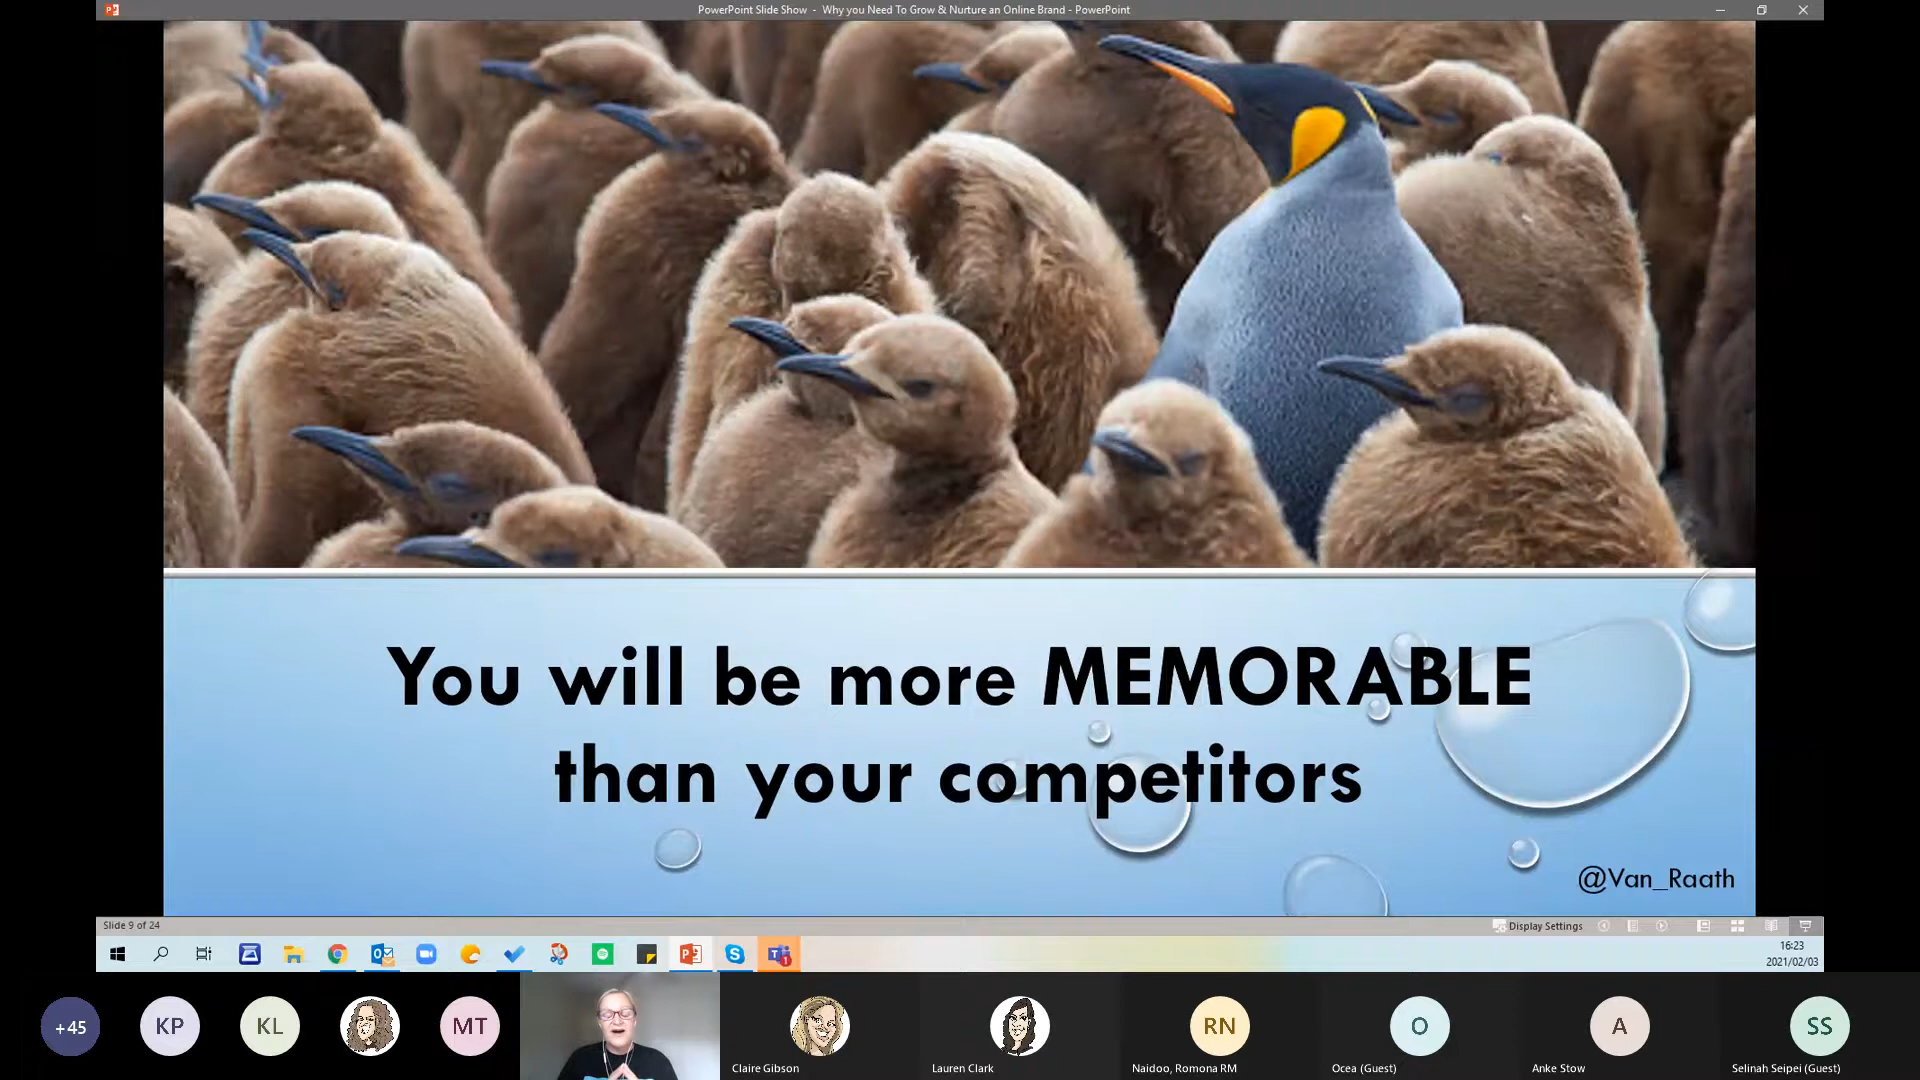 PowerPoint Slide Show - Why you Need To Grow & Nurture an Online Brand - PowerPoint
You will be more MEMORABLE
than your competitors
@Van_Raath
Slide 9 of 24
Display Settings
16:23
2021/02/03
+45
KP
KL
MT
RN
O
A
SS
Claire Gibson
Lauren Clark
Naidoo, Romona RM
Ocea (Guest)
Anke Stow
Selinah Seipei (Guest)